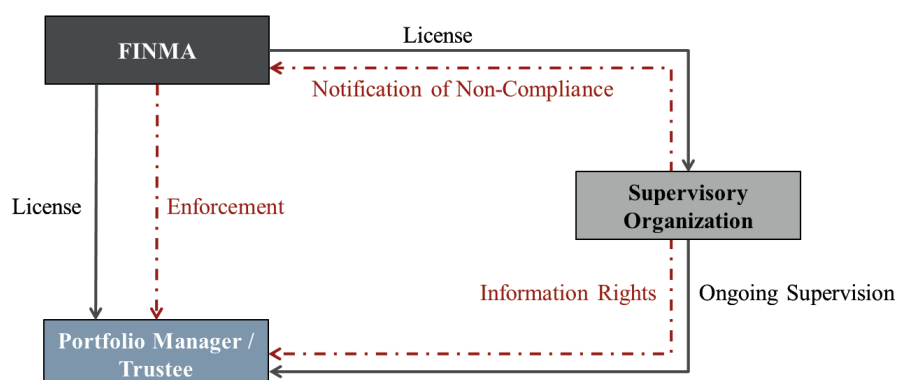 License
FINMA
Notification of Non-Compliance
License
Enforcement
Supervisory
Organization
Information Rights
Ongoing Supervision
Portfolio Manager /
Trustee